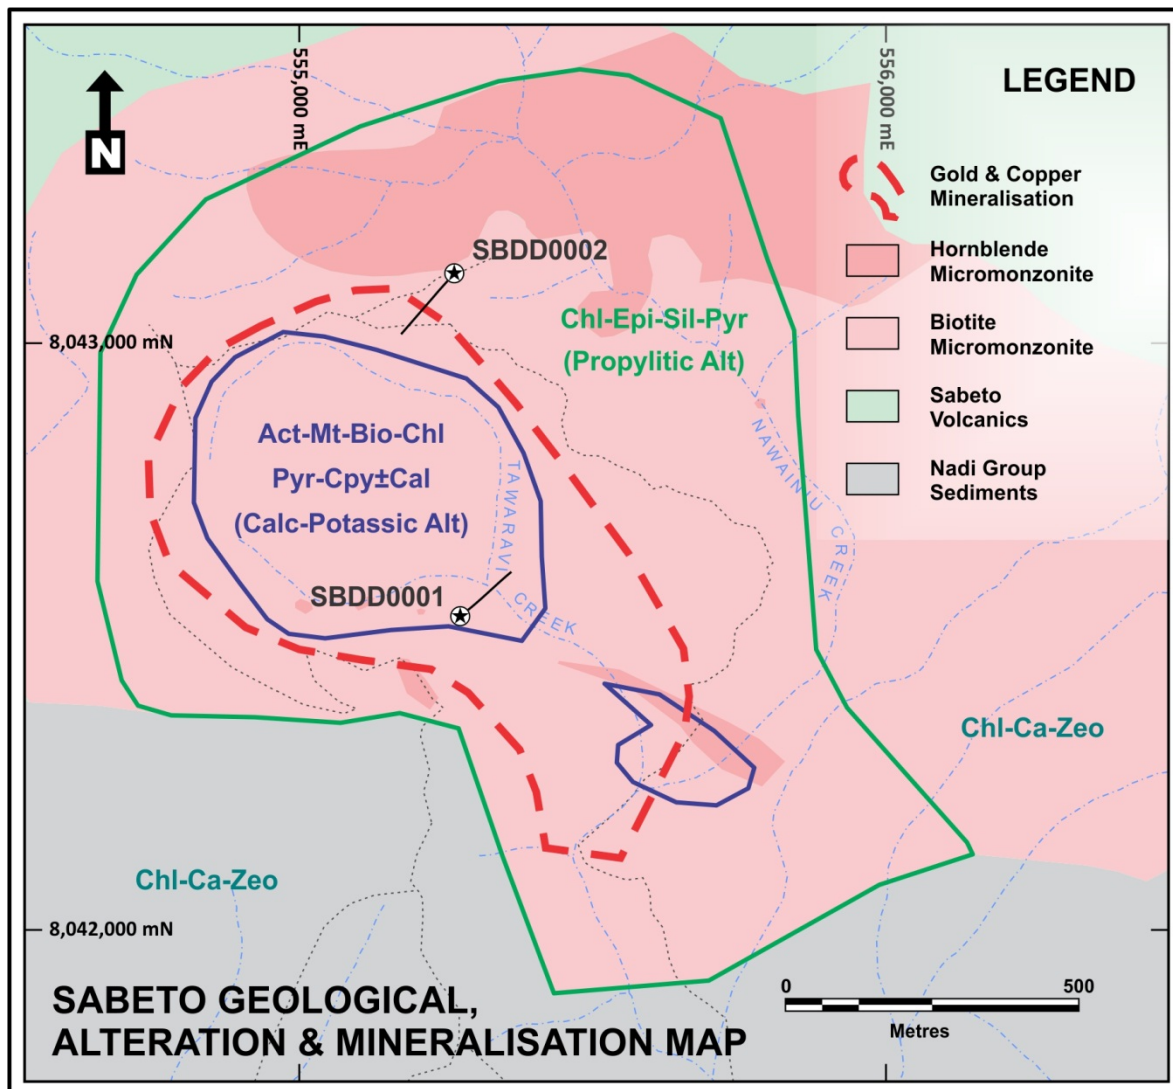 555,000 mE
556,000 mE
LEGEND
N
Gold & Copper
Mineralisation
Hornblende
Micromonzonite
Biotite
Micromonzonite
Sabeto
Volcanics
Nadi Group
Sediments
SBDD0002
8,043,000 mN
Chl-Epi-Sil-Pyr
(Propylitic Alt)
Act-Mt-Bio-Chl
Pyr-Cpy±Cal
(Calc-Potassic Alt)
TAWARAVI CREEK
NAWAINIU CREEK
SBDD0001
Chl-Ca-Zeo
Chl-Ca-Zeo
8,042,000 mN
0 500
Metres
SABETO GEOLOGICAL,
ALTERATION & MINERALISATION MAP